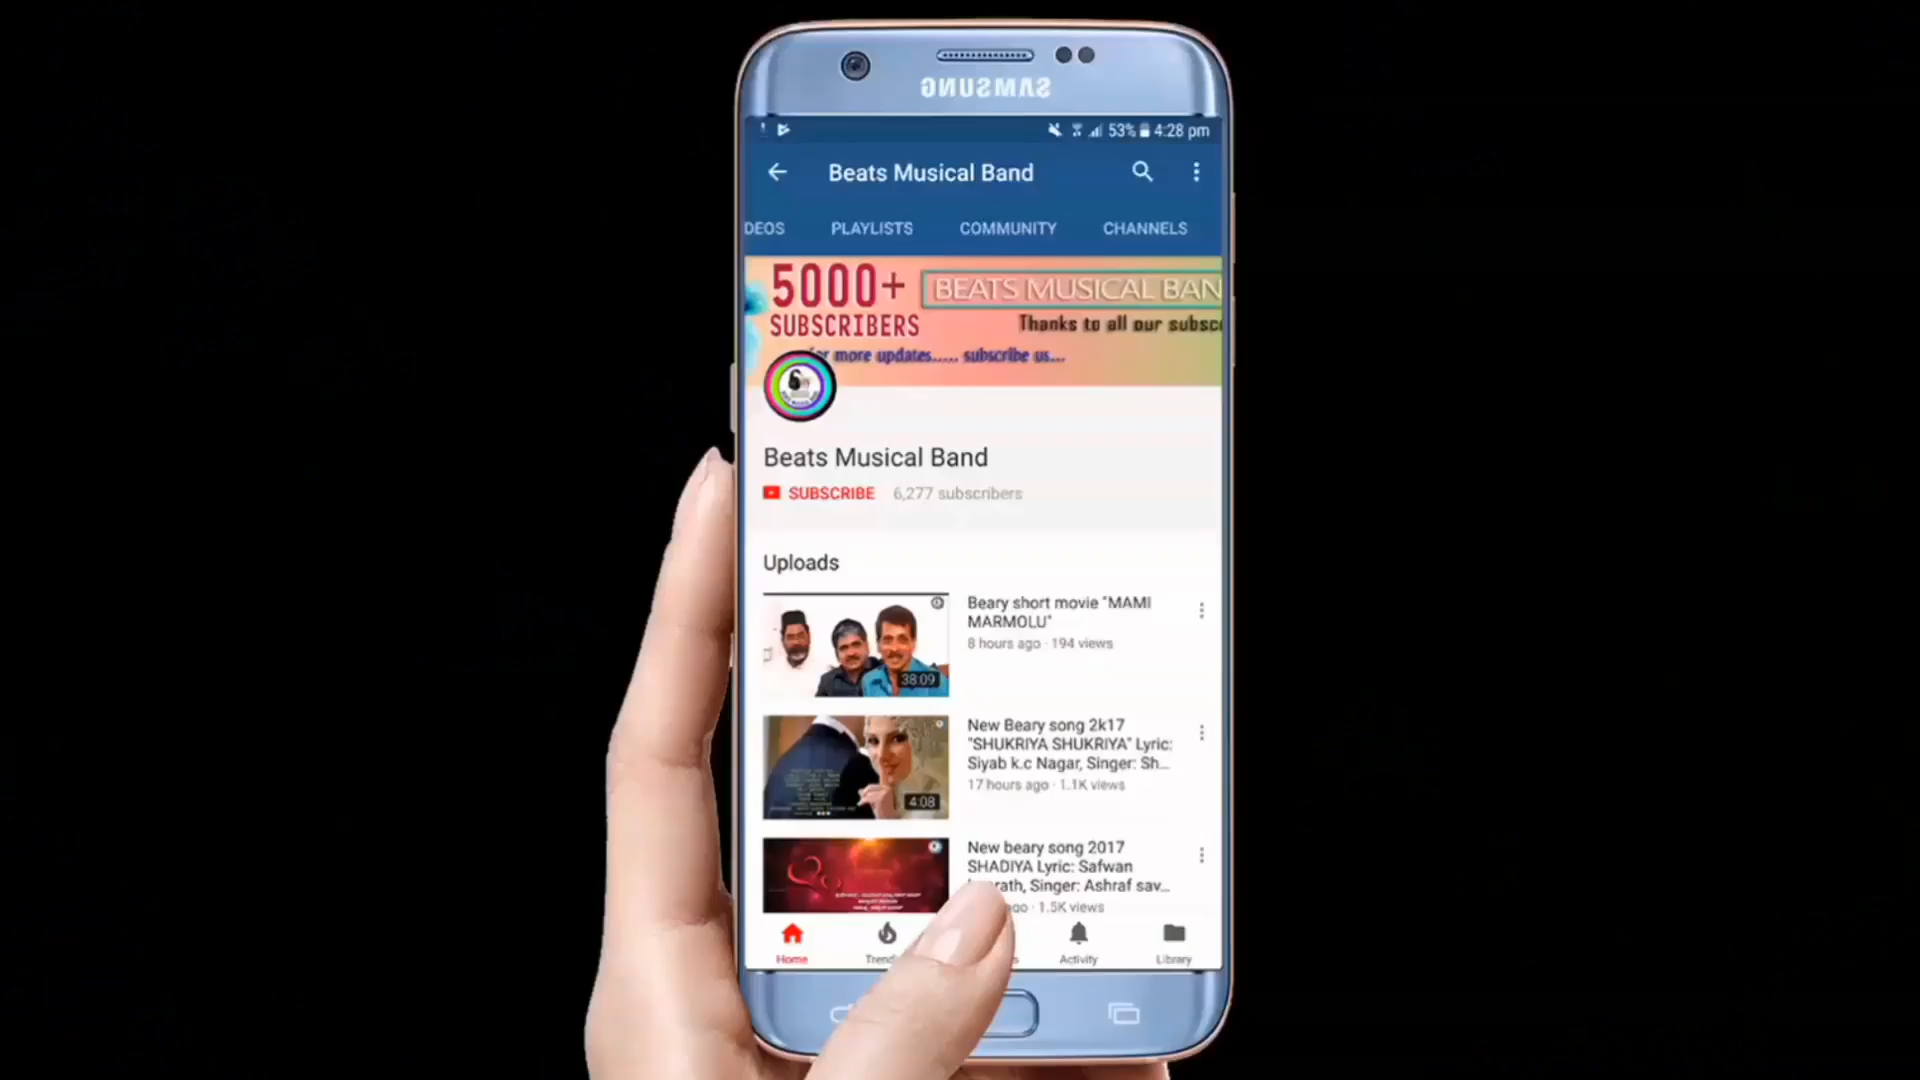 SAMSUNG
53% 4:28 pm
Beats Musical Band
DEOS PLAYLISTS COMMUNITY CHANNELS
5000+
SUBSCRIBERS
BEATS MUSICAL BAN
Thanks to all our subsc
for more updates..... subscribe us...
Beats Musical Band
SUBSCRIBE 6,277 subscribers
Uploads
Beary short movie "MAMI
MARMOLU"
8 hours ago · 194 views
38:09
New Beary song 2k17
"SHUKRIYA SHUKRIYA" Lyric:
Siyab k.c Nagar, Singer: Sh...
17 hours ago · 1.1K views
4:08
New beary song 2017
SHADIYA Lyric: Safwan
rath, Singer: Ashraf sav...
ago · 1.5K views
Home Trend Activity Library